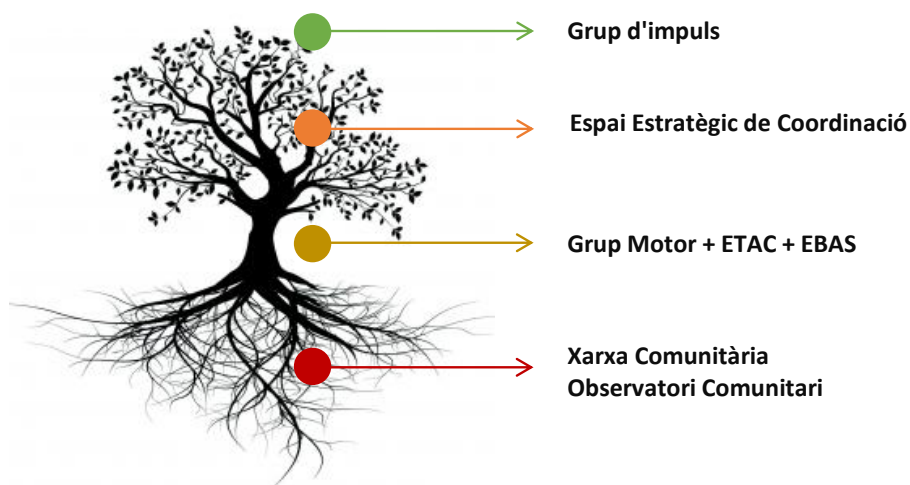 Grup d'impuls
Espai Estratègic de Coordinació
Grup Motor + ETAC + EBAS
Xarxa Comunitària
Observatori Comunitari